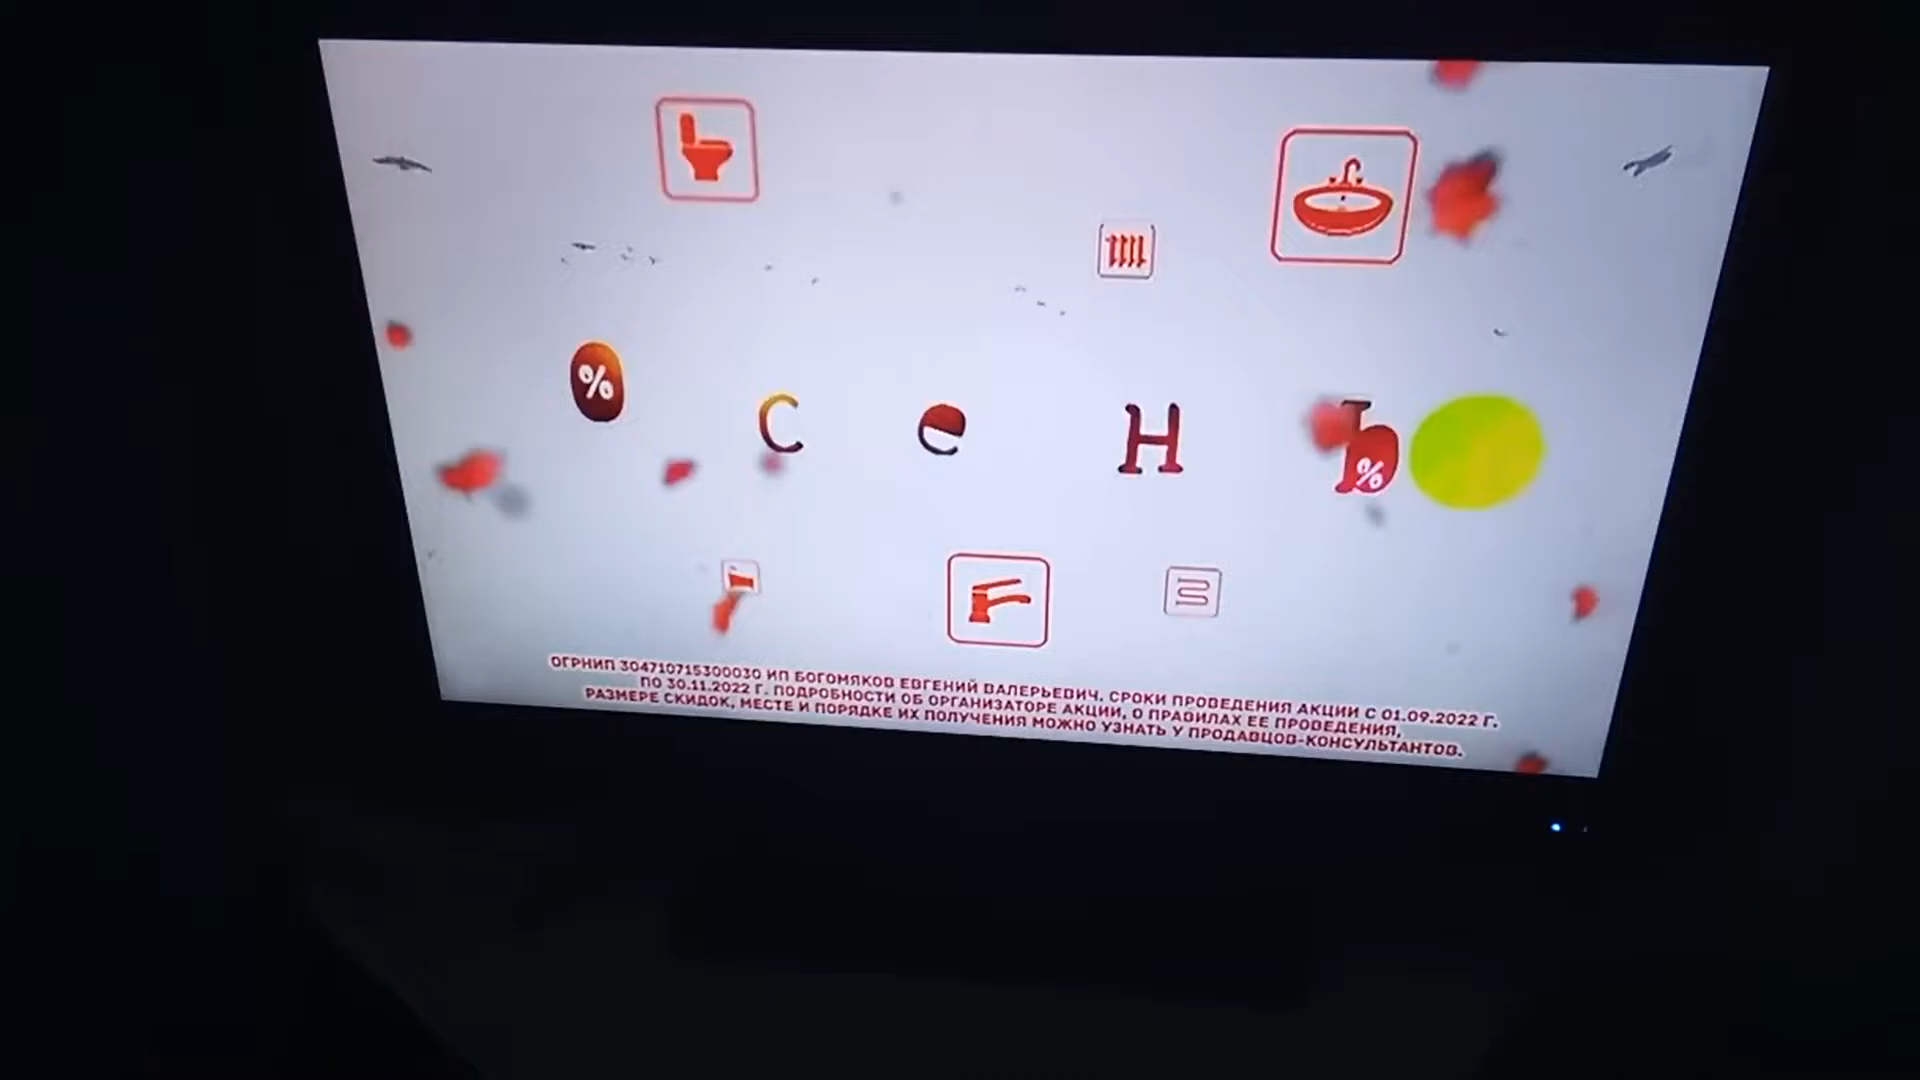 % с е н ь %
ОГРНИП 304710715300030 ИП БОГОМЯКОВ ЕВГЕНИЙ ВАЛЕРЬЕВИЧ. СРОКИ ПРОВЕДЕНИЯ АКЦИИ С 01.09.2022 Г.
ПО 30.11.2022 Г. ПОДРОБНОСТИ ОБ ОРГАНИЗАТОРЕ АКЦИИ, О ПРАВИЛАХ ЕЕ ПРОВЕДЕНИЯ,
РАЗМЕРЕ СКИДОК, МЕСТЕ И ПОРЯДКЕ ИХ ПОЛУЧЕНИЯ МОЖНО УЗНАТЬ У ПРОДАВЦОВ-КОНСУЛЬТАНТОВ.